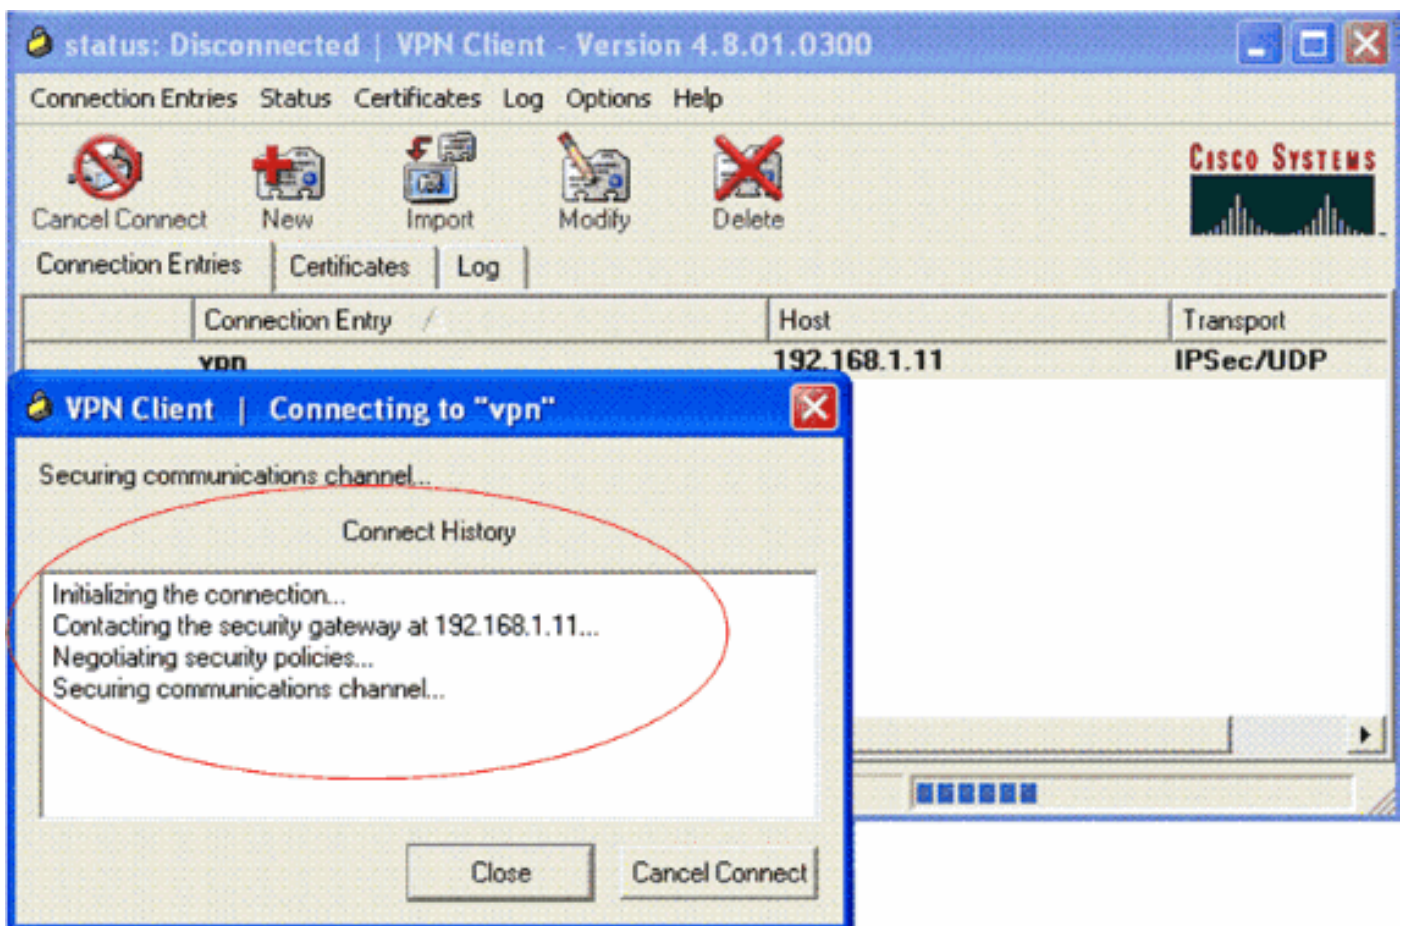 status: Disconnected | VPN Client - Version 4.8.01.0300
Connection Entries Status Certificates Log Options Help
Cancel Connect New Import Modify Delete
CISCO SYSTEMS
Connection Entries Certificates Log
Connection Entry Host Transport
vpn 192.168.1.11 IPSec/UDP
VPN Client | Connecting to "vpn"
Securing communications channel...
Connect History
Initializing the connection...
Contacting the security gateway at 192.168.1.11...
Negotiating security policies...
Securing communications channel...
Close Cancel Connect